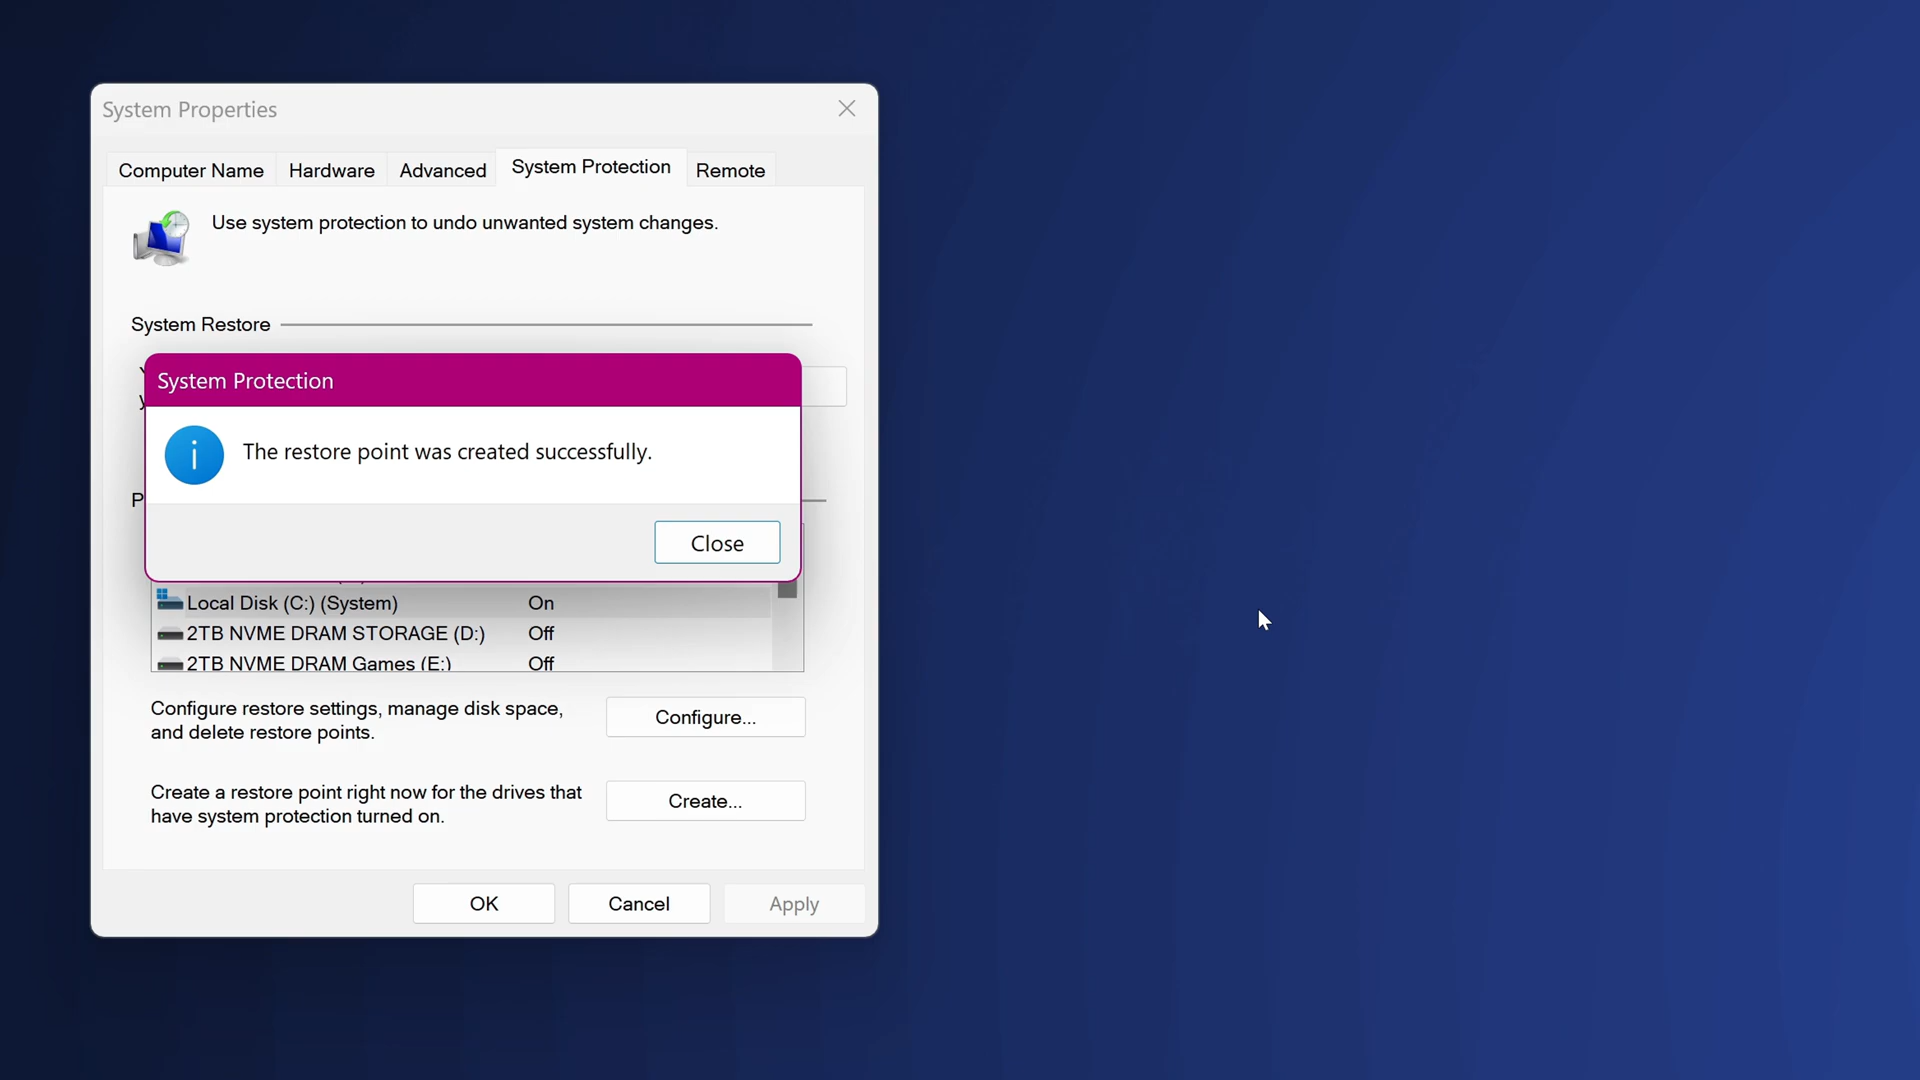 System Properties
Computer Name
Hardware
Advanced
System Protection
Remote
Use system protection to undo unwanted system changes.
System Restore
System Protection
The restore point was created successfully.
Close
Local Disk (C:) (System) On
2TB NVME DRAM STORAGE (D:) Off
2TB NVME DRAM Games (E:) Off
Configure restore settings, manage disk space,
and delete restore points.
Configure...
Create a restore point right now for the drives that
have system protection turned on.
Create...
OK
Cancel
Apply